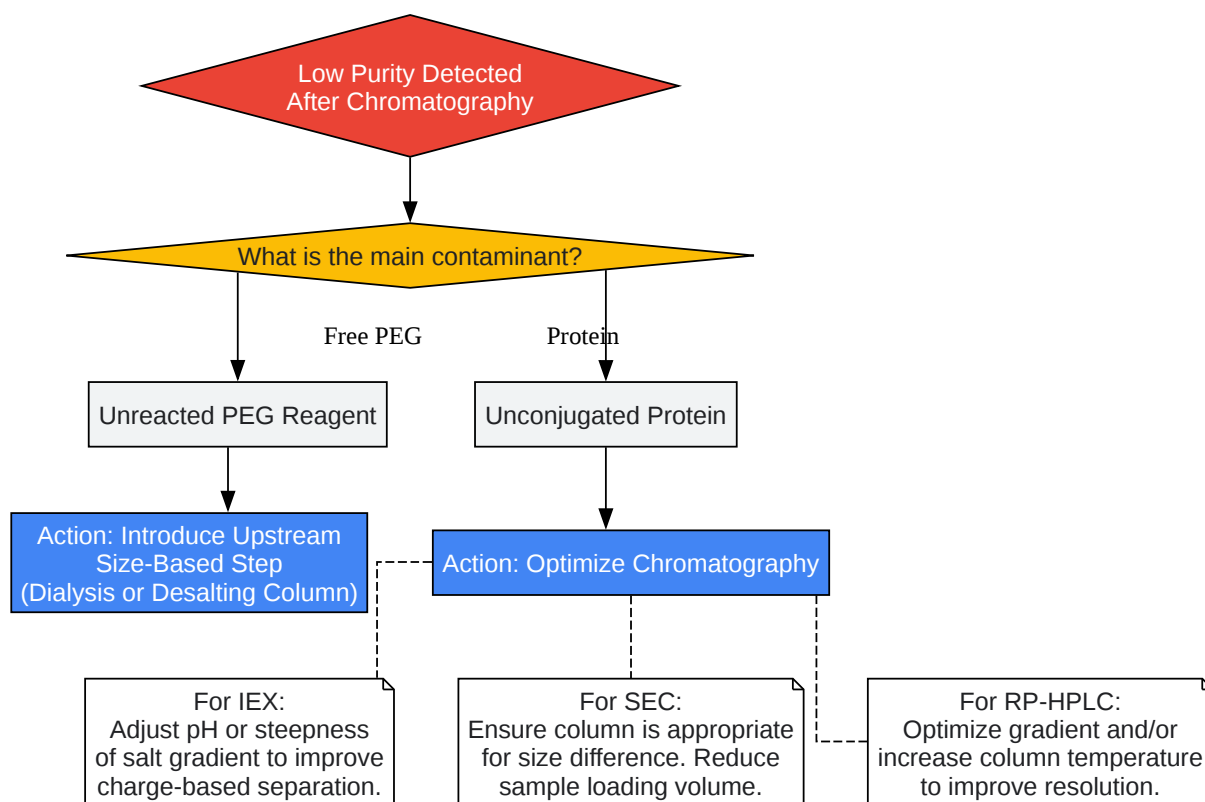 Low Purity Detected
After Chromatography
What is the main contaminant?
Free PEG
Protein
Unreacted PEG Reagent
Unconjugated Protein
Action: Introduce Upstream
Size-Based Step
(Dialysis or Desalting Column)
Action: Optimize Chromatography
For IEX:
Adjust pH or steepness
of salt gradient to improve
charge-based separation.
For SEC:
Ensure column is appropriate
for size difference. Reduce
sample loading volume.
For RP-HPLC:
Optimize gradient and/or
increase column temperature
to improve resolution.